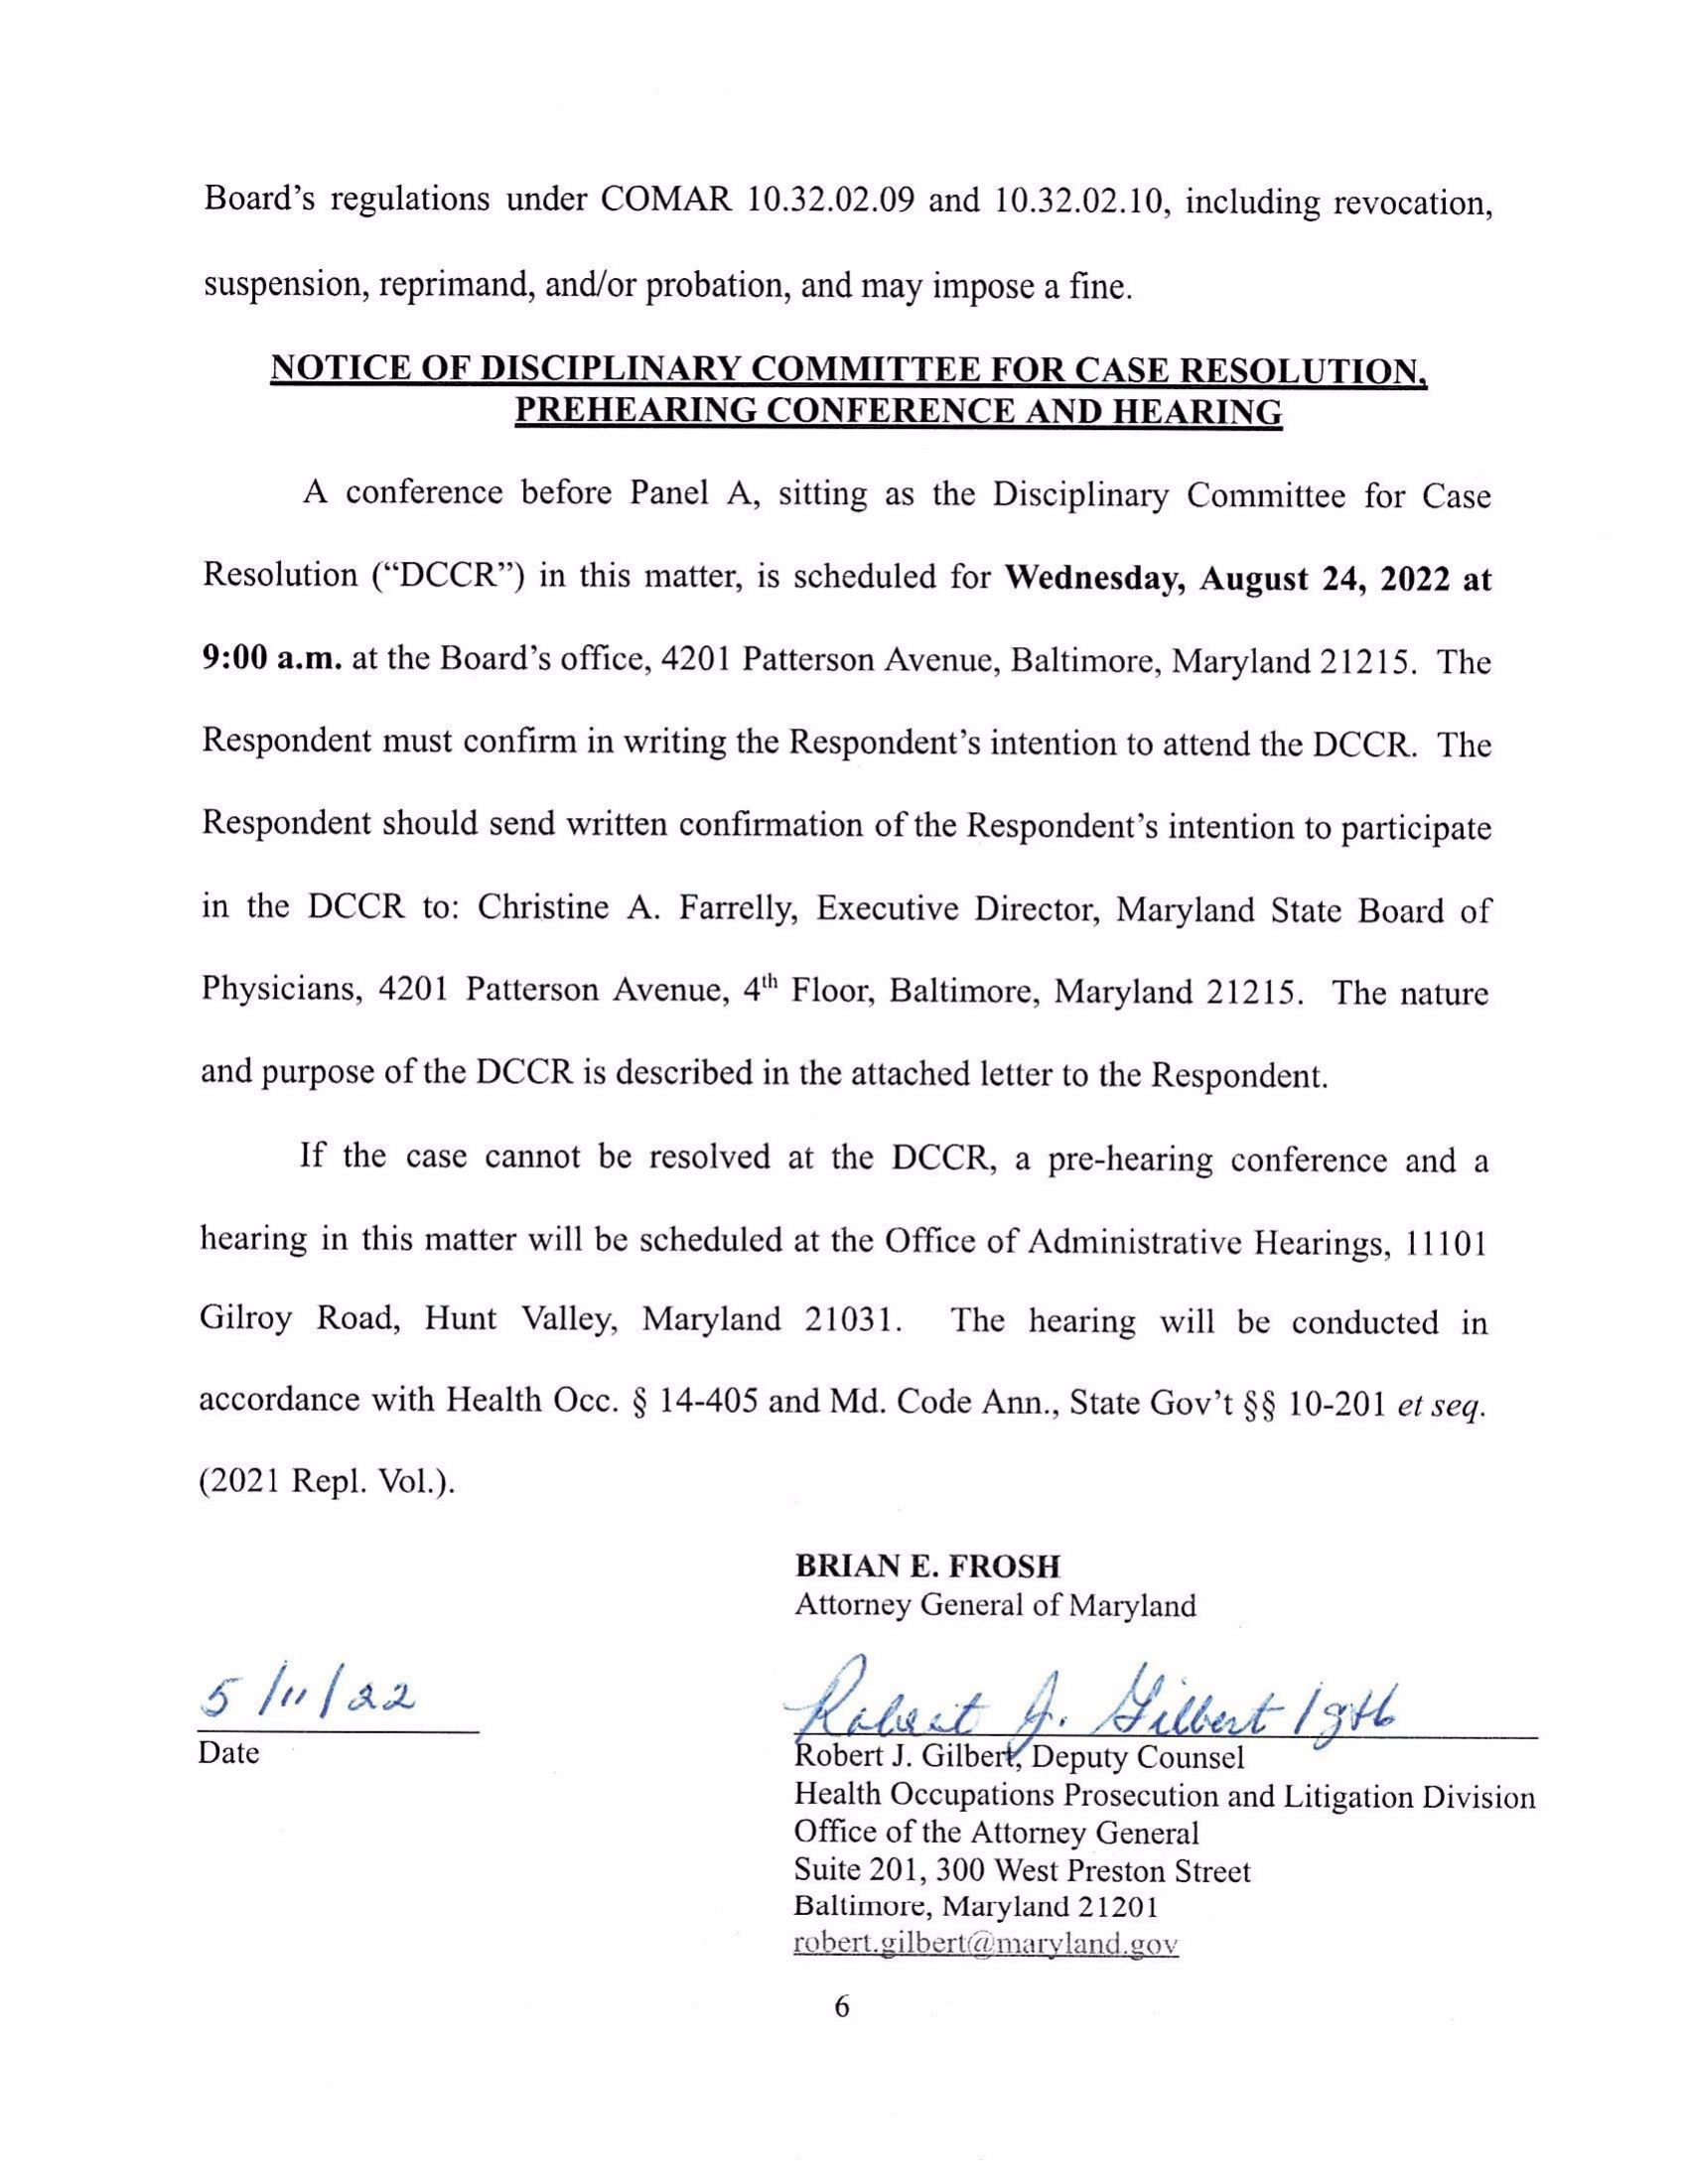 Board's regulations under COMAR 10.32.02.09 and 10.32.02.10, including revocation,
suspension, reprimand, and/or probation, and may impose a fine.
NOTICE OF DISCIPLINARY COMMITTEE FOR CASE RESOLUTION,
PREHEARING CONFERENCE AND HEARING
A conference before Panel A, sitting as the Disciplinary Committee for Case
Resolution (“DCCR”) in this matter, is scheduled for Wednesday, August 24, 2022 at
9:00 a.m. at the Board's office, 4201 Patterson Avenue, Baltimore, Maryland 21215. The
Respondent must confirm in writing the Respondent's intention to attend the DCCR. The
Respondent should send written confirmation of the Respondent's intention to participate
in the DCCR to: Christine A. Farrelly, Executive Director, Maryland State Board of
Physicians, 4201 Patterson Avenue, 4th Floor, Baltimore, Maryland 21215. The nature
and purpose of the DCCR is described in the attached letter to the Respondent.
If the case cannot be resolved at the DCCR, a pre-hearing conference and a
hearing in this matter will be scheduled at the Office of Administrative Hearings, 11101
Gilroy Road, Hunt Valley, Maryland 21031. The hearing will be conducted in
accordance with Health Occ. § 14-405 and Md. Code Ann., State Gov't §§ 10-201 et seq.
(2021 Repl. Vol.).
BRIAN E. FROSH
Attorney General of Maryland
5/11/22
Robert J. Gilbert
Date
Robert J. Gilbert, Deputy Counsel
Health Occupations Prosecution and Litigation Division
Office of the Attorney General
Suite 201, 300 West Preston Street
Baltimore, Maryland 21201
robert.gilbert@maryland.gov
6